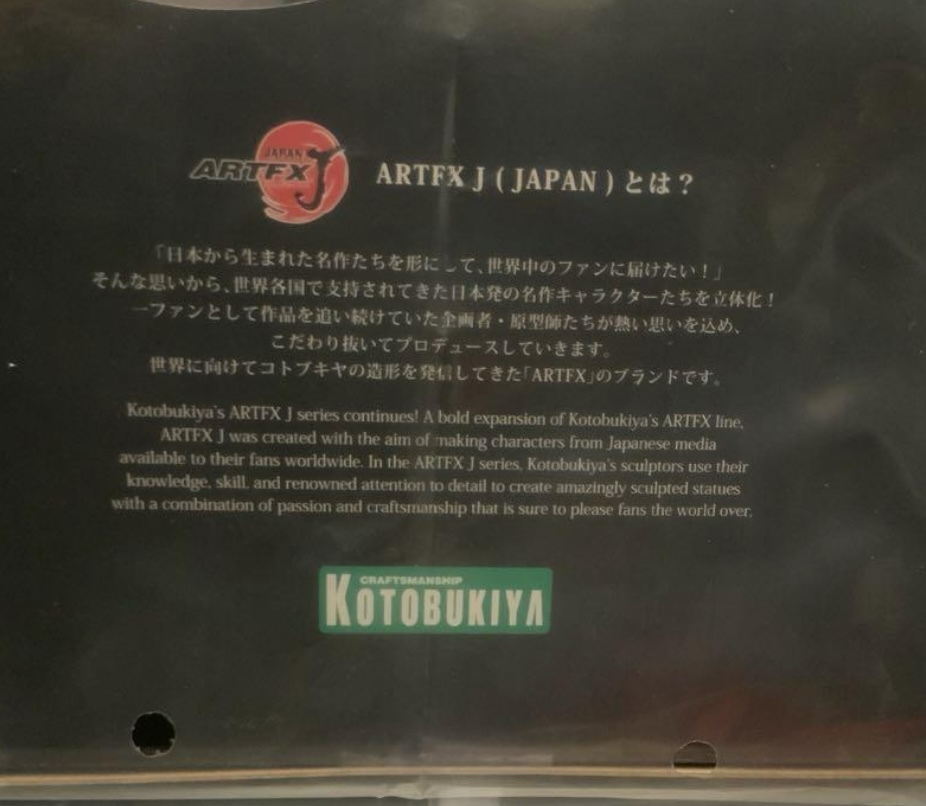 JAPAN
ARTFX J
ARTFX J ( JAPAN ) とは？
「日本から生まれた名作たちを形にして、世界中のファンに届けたい！」
そんな思いから、世界各国で支持されてきた日本発の名作キャラクターたちを立体化！
一ファンとして作品を追い続けていた企画者・原型師たちが熱い思いを込め、
こだわり抜いてプロデュースしていきます。
世界に向けてコトブキヤの造形を発信してきた「ARTFX」のブランドです。
Kotobukiya's ARTFX J series continues! A bold expansion of Kotobukiya's ARTFX line,
ARTFX J was created with the aim of making characters from Japanese media
available to their fans worldwide. In the ARTFX J series, Kotobukiya's sculptors use their
knowledge, skill, and renowned attention to detail to create amazingly sculpted statues
with a combination of passion and craftsmanship that is sure to please fans the world over.
CRAFTSMANSHIP
KOTOBUKIYA